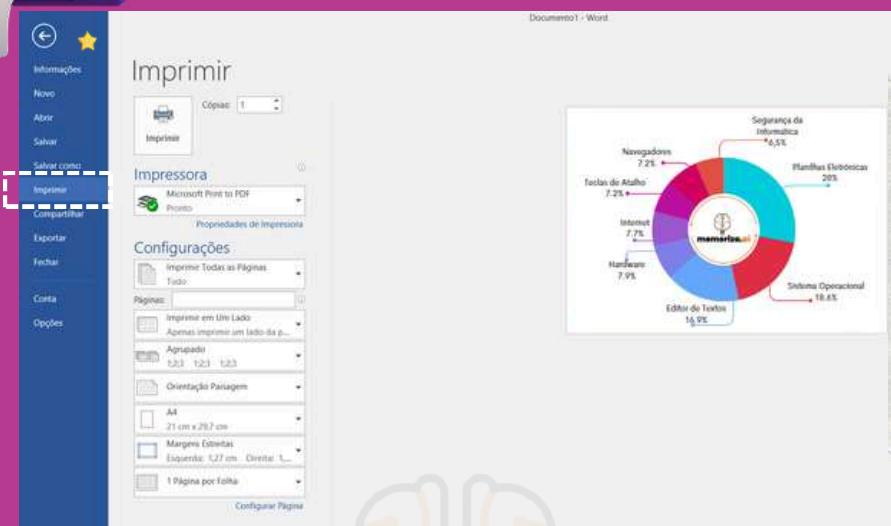 Documento1 - Word
Informações
Novo
Abrir
Salvar
Salvar como
Imprimir
Compartilhar
Exportar
Fechar
Conta
Opções
Imprimir
Cópias: 1
Imprimir
Impressora
Microsoft Print to PDF
Pronto
Propriedades de Impressora
Configurações
Imprimir Todas as Páginas
Tudo
Páginas:
Imprimir em Um Lado
Apenas imprimir um lado da p...
Agrupado
1;2;3 1;2;3 1;2;3
Orientação Paisagem
A4
21 cm x 29,7 cm
Margens Estreitas
Esquerda: 1,27 cm Direita: 1,...
1 Página por Folha
Configurar Página
Segurança da
Informática
6,5%
Navegadores
7.2%
Planilhas Eletrônicas
20%
Teclas de Atalho
7.2%
Internet
7.7%
memorize.ai
Hardware
7.9%
Sistema Operacional
18.6%
Editor de Textos
16.9%